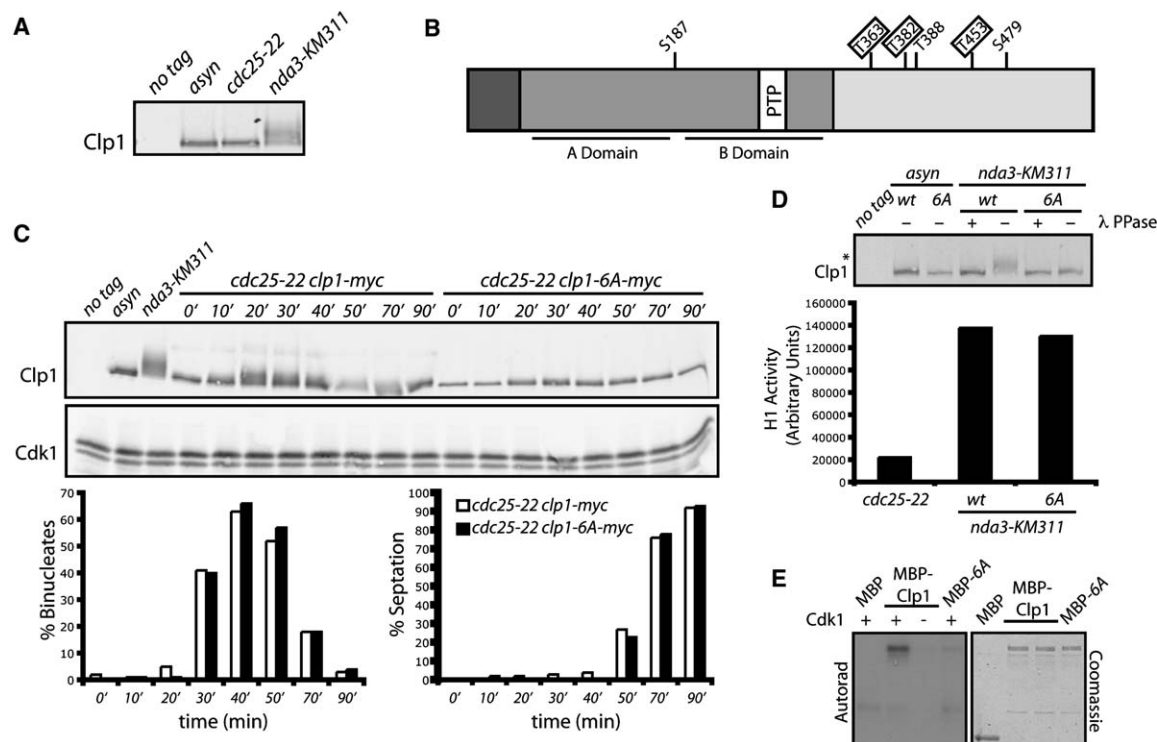 A
no tag
asyn
cdc25-22
nda3-KM311
Clp1
B
S187
T363
T382
T388
T453
S479
PTP
A Domain
B Domain
C
no tag
asyn
nda3-KM311
cdc25-22 clp1-myc
cdc25-22 clp1-6A-myc
0' 10' 20' 30' 40' 50' 70' 90' 0' 10' 20' 30' 40' 50' 70' 90'
Clp1
Cdk1
% Binucleates
70
60
50
40
30
20
10
0
0' 10' 20' 30' 40' 50' 70' 90'
time (min)
% Septation
100
90
80
70
60
50
40
30
20
10
0
cdc25-22 clp1-myc
cdc25-22 clp1-6A-myc
0' 10' 20' 30' 40' 50' 70' 90'
time (min)
D
asyn nda3-KM311
no tag wt 6A wt 6A
– – + – + – λ PPase
*
Clp1
H1 Activity
(Arbitrary Units)
160000
140000
120000
100000
80000
60000
40000
20000
0
cdc25-22 wt 6A
nda3-KM311
E
MBP MBP-Clp1 MBP-6A MBP MBP-Clp1 MBP-6A
Cdk1 + + - +
Autorad
Coomassie